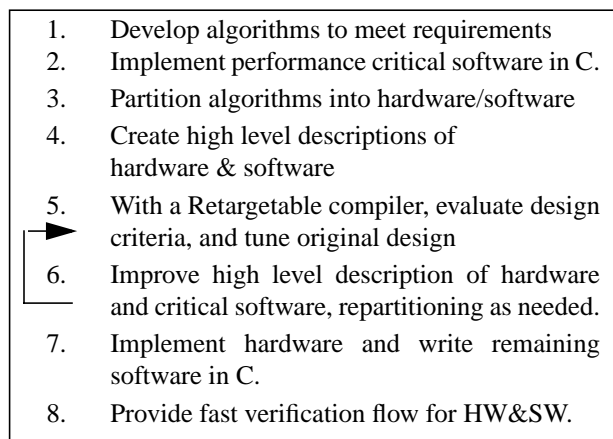 1. Develop algorithms to meet requirements
2. Implement performance critical software in C.
3. Partition algorithms into hardware/software
4. Create high level descriptions of
hardware & software
5. With a Retargetable compiler, evaluate design
criteria, and tune original design
6. Improve high level description of hardware
and critical software, repartitioning as needed.
7. Implement hardware and write remaining
software in C.
8. Provide fast verification flow for HW&SW.